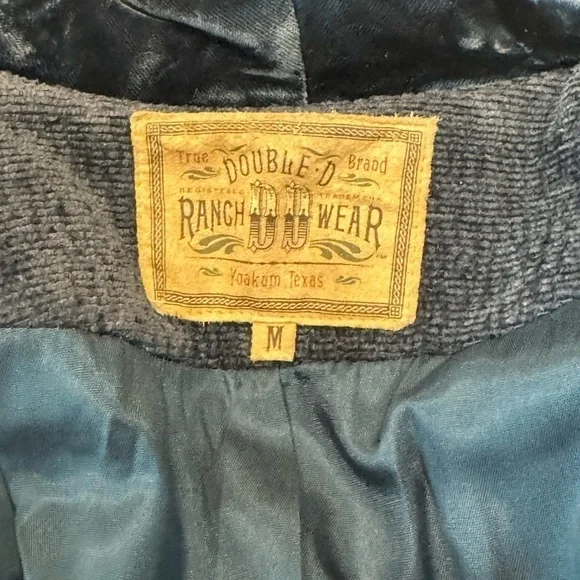 True DOUBLE·D Brand
REGISTERED TRADEMARK
RANCH DD WEAR
Yoakum, Texas
M